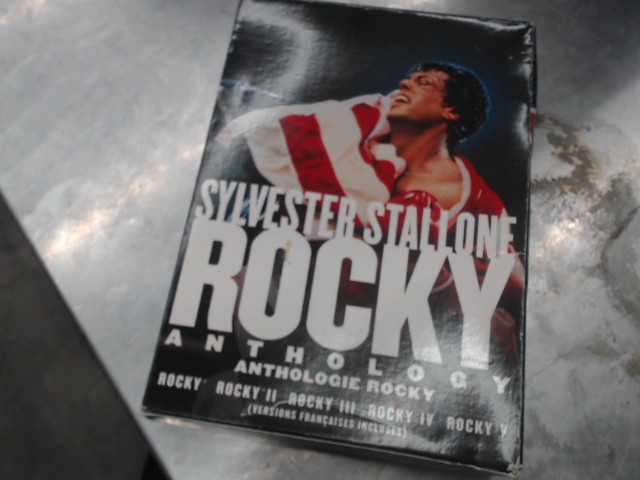 SYLVESTER STALLONE
ROCKY
ANTHOLOGY
ANTHOLOGIE ROCKY
ROCKY ROCKY II ROCKY III ROCKY IV ROCKY V
(VERSIONS FRANÇAISES INCLUSES)